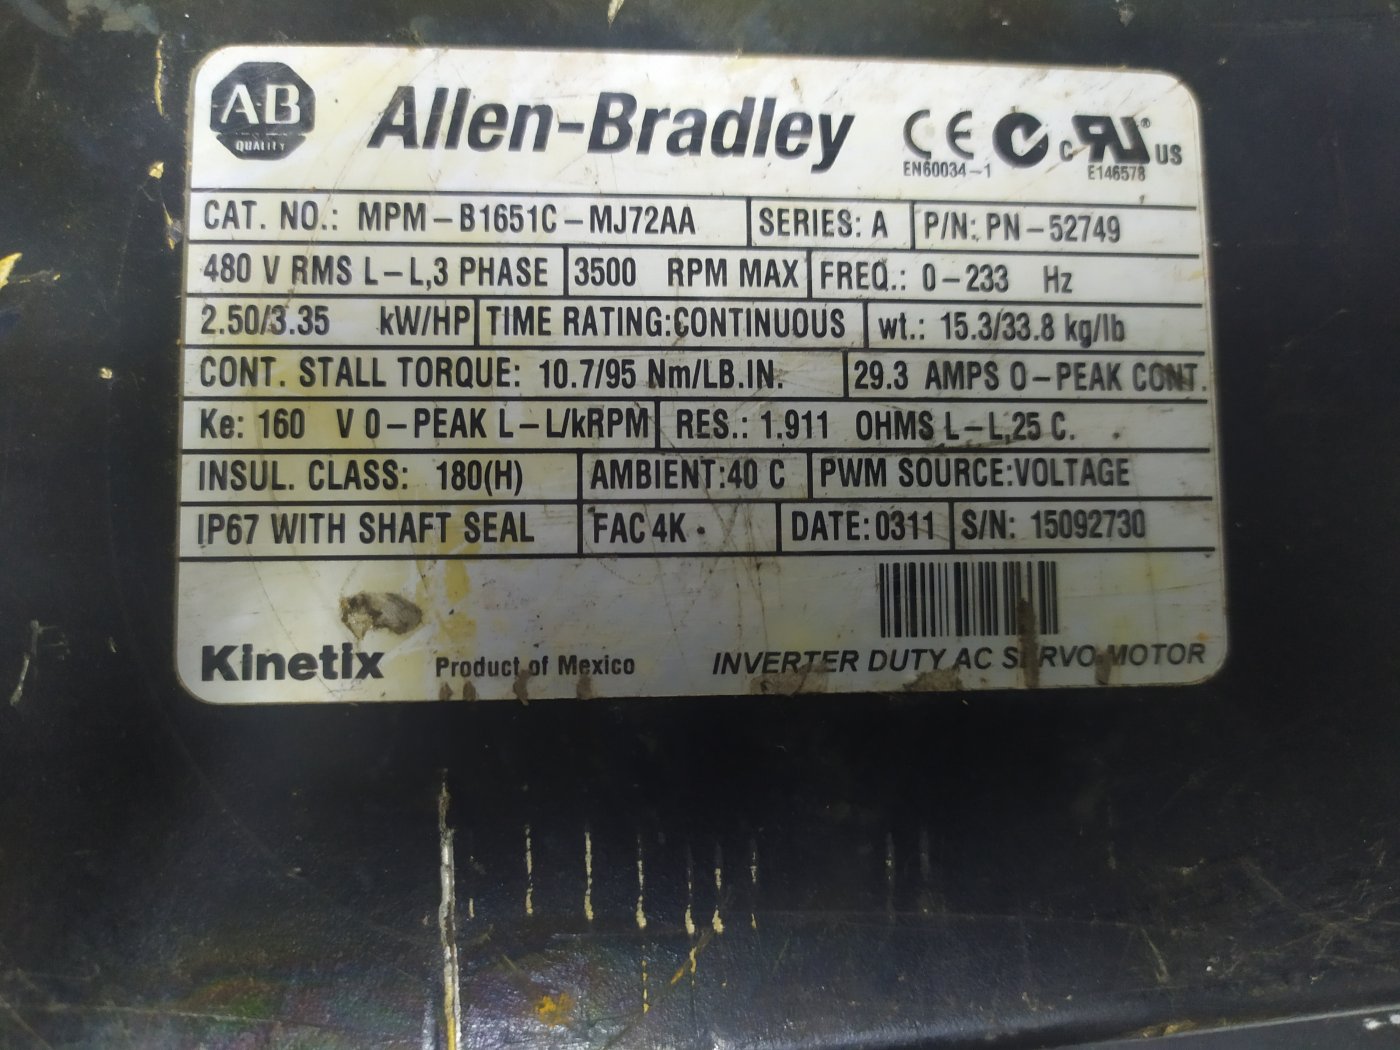 AB QUALITY Allen-Bradley CE EN60034-1 c RU US ® E146578
CAT. NO.: MPM-B1651C-MJ72AA SERIES: A P/N: PN-52749
480 V RMS L-L,3 PHASE 3500 RPM MAX FREQ.: 0-233 Hz
2.50/3.35 kW/HP TIME RATING:CONTINUOUS wt.: 15.3/33.8 kg/lb
CONT. STALL TORQUE: 10.7/95 Nm/LB.IN. 29.3 AMPS 0-PEAK CONT.
Ke: 160 V 0-PEAK L-L/kRPM RES.: 1.911 OHMS L-L,25 C.
INSUL. CLASS: 180(H) AMBIENT:40 C PWM SOURCE:VOLTAGE
IP67 WITH SHAFT SEAL FAC 4K DATE: 0311 S/N: 15092730
Kinetix Product of Mexico INVERTER DUTY AC SERVO MOTOR